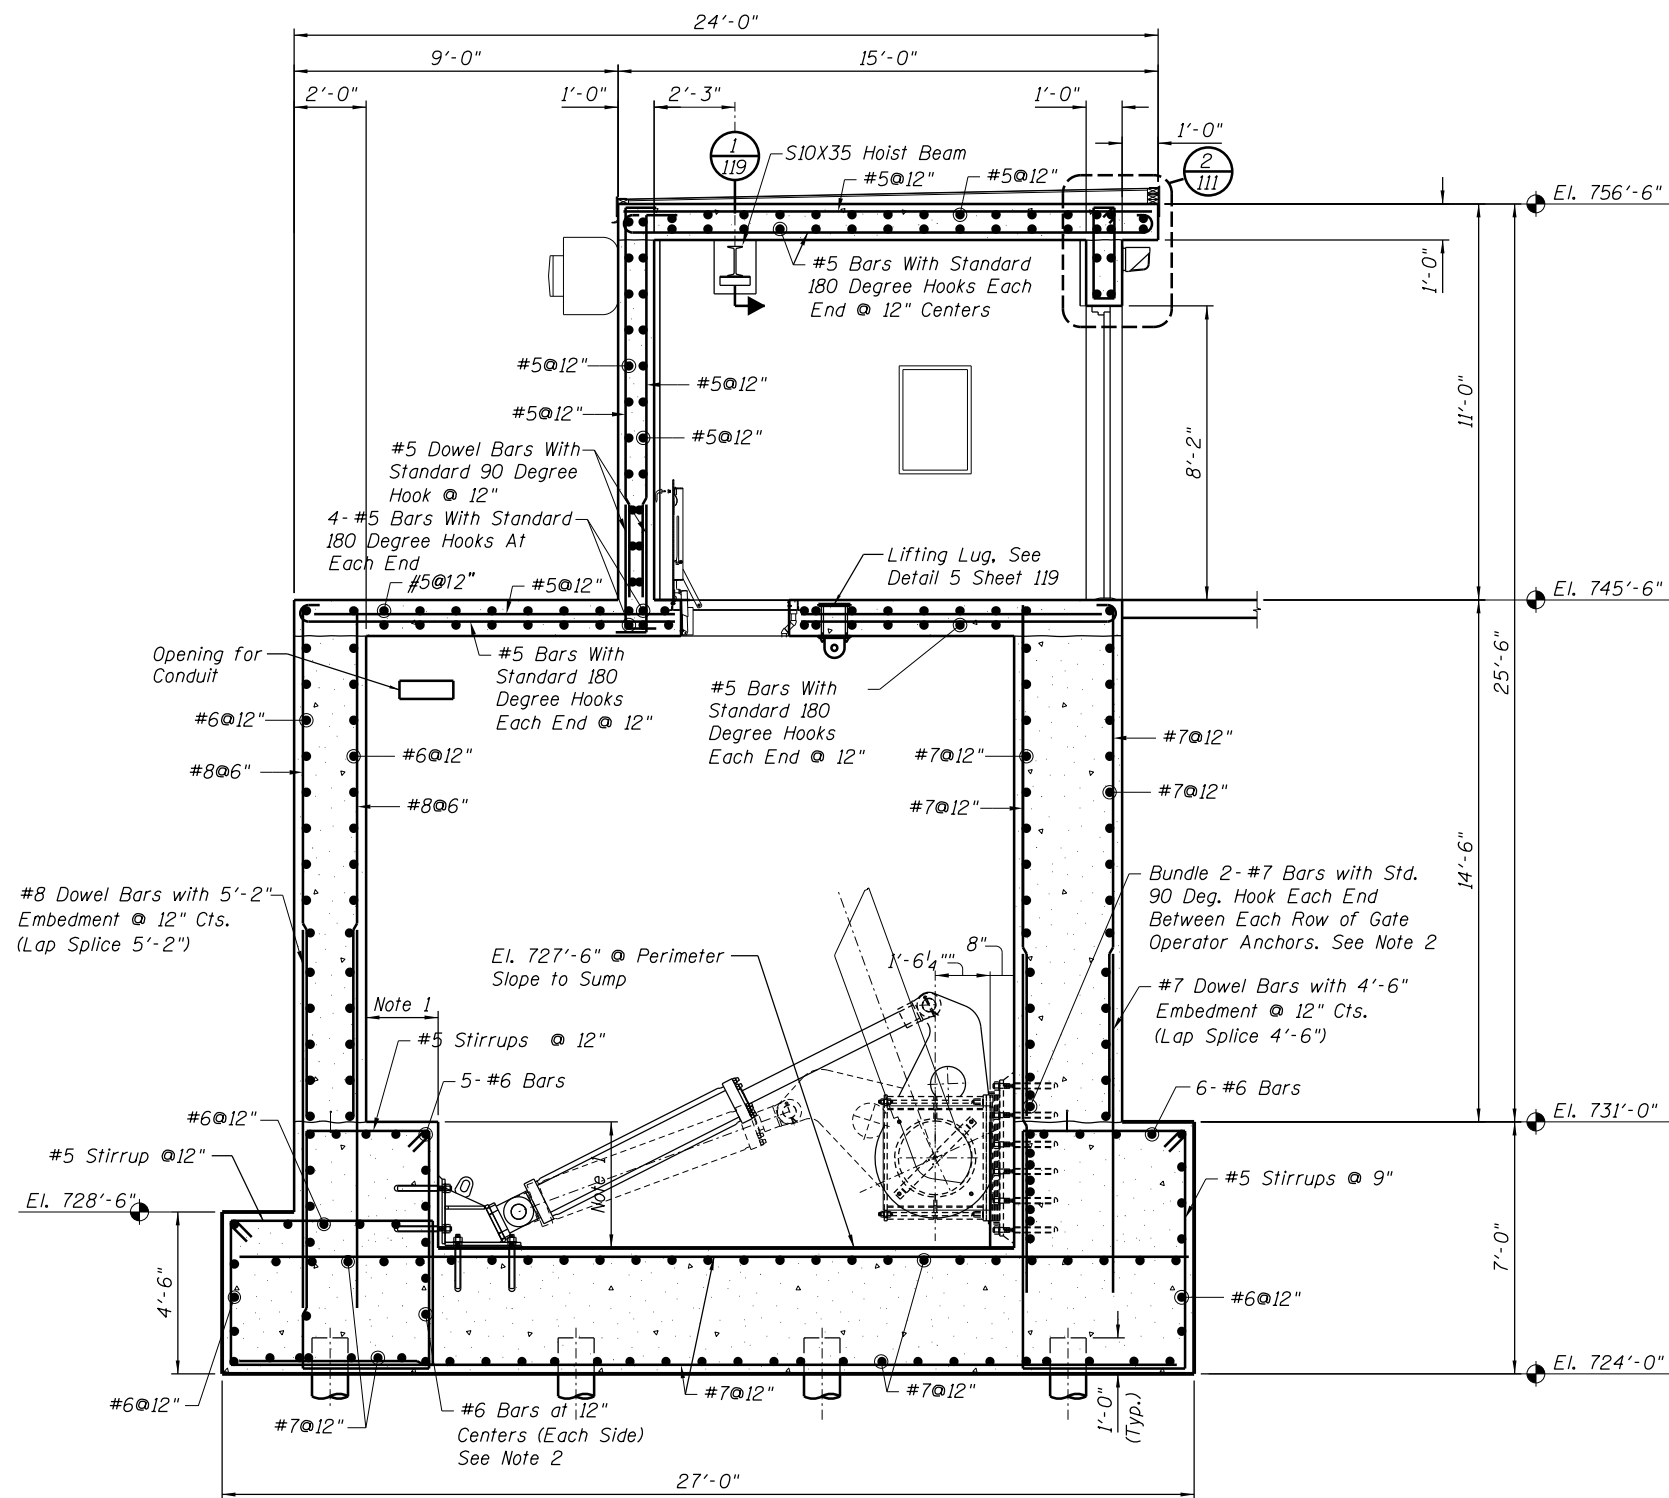 24'-0"
9'-0"
15'-0"
2'-0"
1'-0"
2'-3"
1'-0"
1'-0"
1
119
2
111
S10X35 Hoist Beam
#5@12"
#5@12"
El. 756'-6"
#5 Bars With Standard
180 Degree Hooks Each
End @ 12" Centers
1'-0"
#5@12"
#5@12"
#5@12"
#5@12"
11'-0"
8'-2"
#5 Dowel Bars With
Standard 90 Degree
Hook @ 12"
4-#5 Bars With Standard
180 Degree Hooks At
Each End
Lifting Lug, See
Detail 5 Sheet 119
#5@12"
#5@12"
El. 745'-6"
Opening for
Conduit
#5 Bars With
Standard 180
Degree Hooks
Each End @ 12"
#5 Bars With
Standard 180
Degree Hooks
Each End @ 12"
25'-6"
#6@12"
#6@12"
#8@6"
#8@6"
#7@12"
#7@12"
#7@12"
#7@12"
14'-6"
#8 Dowel Bars with 5'-2"
Embedment @ 12" Cts.
(Lap Splice 5'-2")
Bundle 2-#7 Bars with Std.
90 Deg. Hook Each End
Between Each Row of Gate
Operator Anchors. See Note 2
El. 727'-6" @ Perimeter
Slope to Sump
1'-6¼""
8"
#7 Dowel Bars with 4'-6"
Embedment @ 12" Cts.
(Lap Splice 4'-6")
Note 1
#5 Stirrups @ 12"
5-#6 Bars
6-#6 Bars
#6@12"
El. 731'-0"
#5 Stirrup @12"
Note 1
#5 Stirrups @ 9"
El. 728'-6"
4'-6"
7'-0"
#6@12"
El. 724'-0"
#6@12"
#7@12"
#7@12"
#7@12"
#6 Bars at 12"
Centers (Each Side)
See Note 2
1'-0"
(Typ.)
27'-0"